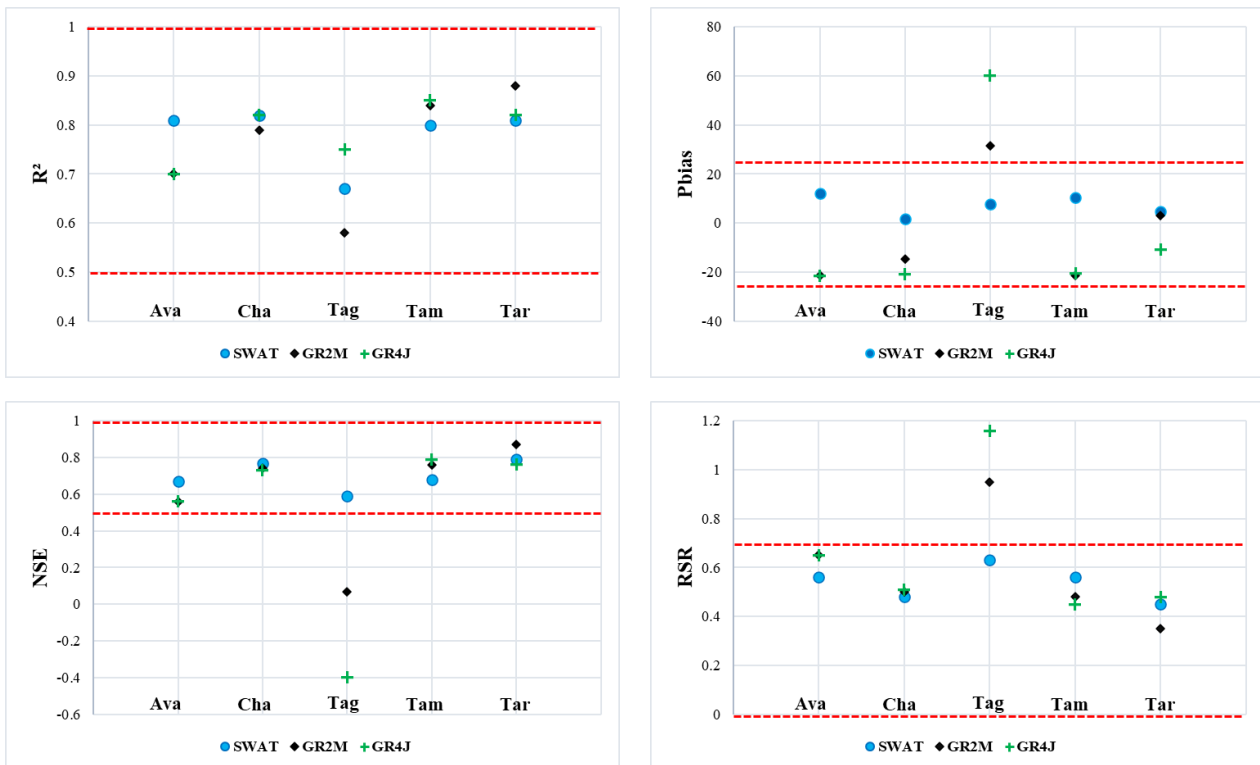 R²
1
0.9
0.8
0.7
0.6
0.5
0.4
Ava Cha Tag Tam Tar
SWAT GR2M GR4J
Pbias
80
60
40
20
0
-20
-40
Ava Cha Tag Tam Tar
SWAT GR2M GR4J
NSE
1
0.8
0.6
0.4
0.2
0
-0.2
-0.4
-0.6
Ava Cha Tag Tam Tar
SWAT GR2M GR4J
RSR
1.2
1
0.8
0.6
0.4
0.2
0
Ava Cha Tag Tam Tar
SWAT GR2M GR4J